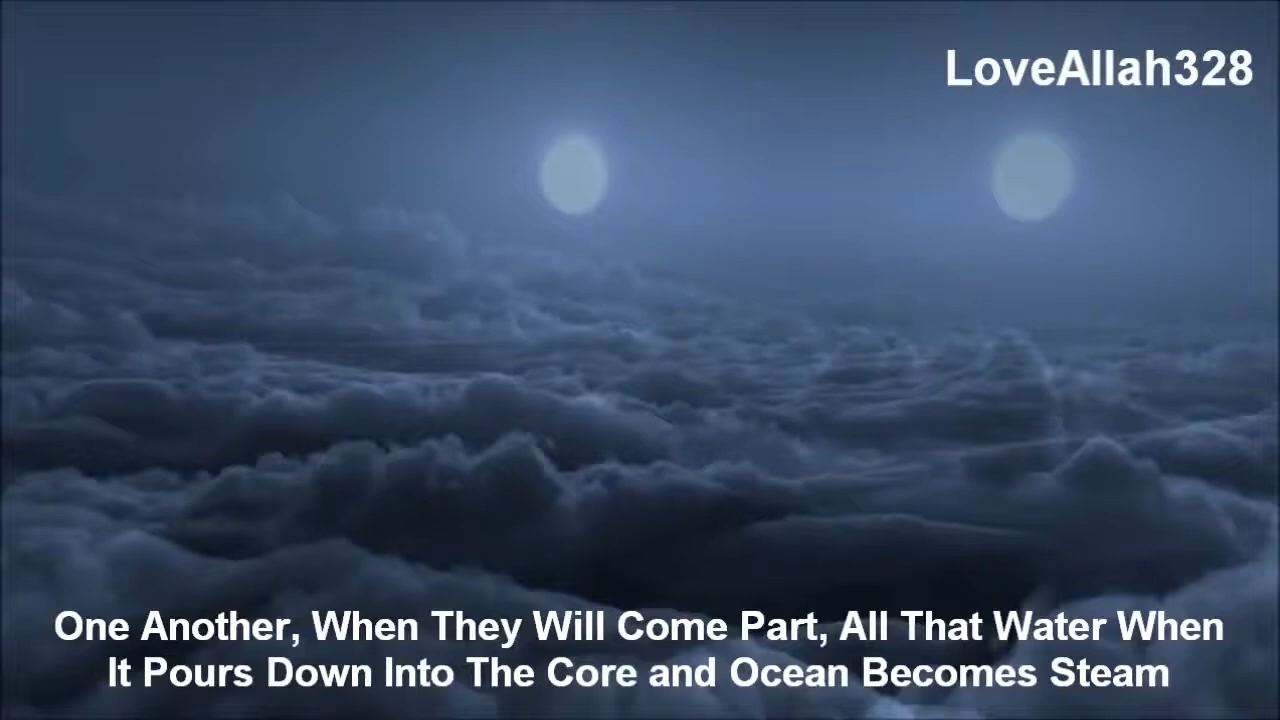 LoveAllah328
One Another, When They Will Come Part, All That Water When
It Pours Down Into The Core and Ocean Becomes Steam